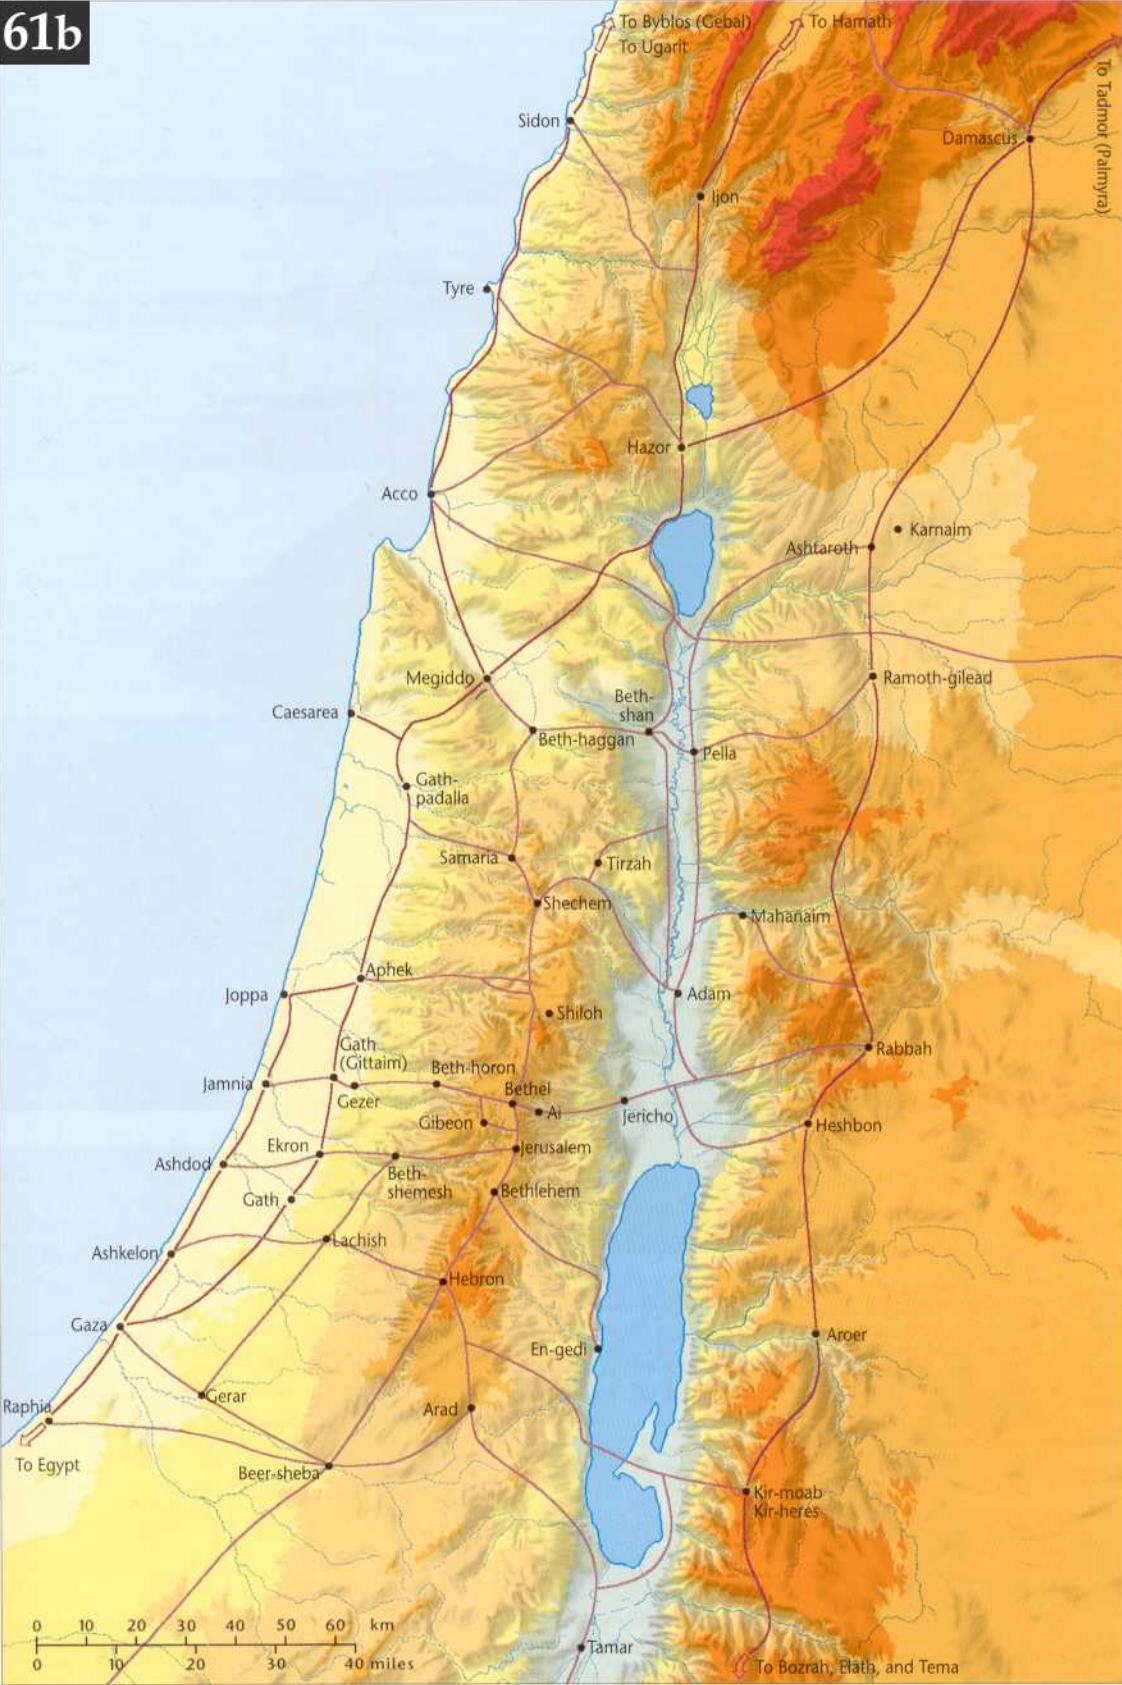 61b
To Byblos (Gebal)
To Ugarit
To Hamath
To Tadmor (Palmyra)
Sidon
Damascus
Ijon
Tyre
Hazor
Acco
Karnaim
Ashtaroth
Megiddo
Ramoth-gilead
Beth-
shan
Caesarea
Beth-haggan
Pella
Gath-
padalla
Samaria
Tirzah
Shechem
Mahanaim
Aphek
Joppa
Adam
Shiloh
Gath
(Gittaim)
Rabbah
Beth-horon
Jamnia
Bethel
Gezer
Ai
Jericho
Gibeon
Heshbon
Ekron
Jerusalem
Ashdod
Beth-
shemesh
Gath
Bethlehem
Lachish
Ashkelon
Hebron
Gaza
Aroer
En-gedi
Gerar
Raphia
Arad
To Egypt
Beer-sheba
Kir-moab
Kir-heres
0 10 20 30 40 50 60 km
0 10 20 30 40 miles
Tamar
To Bozrah, Elath, and Tema